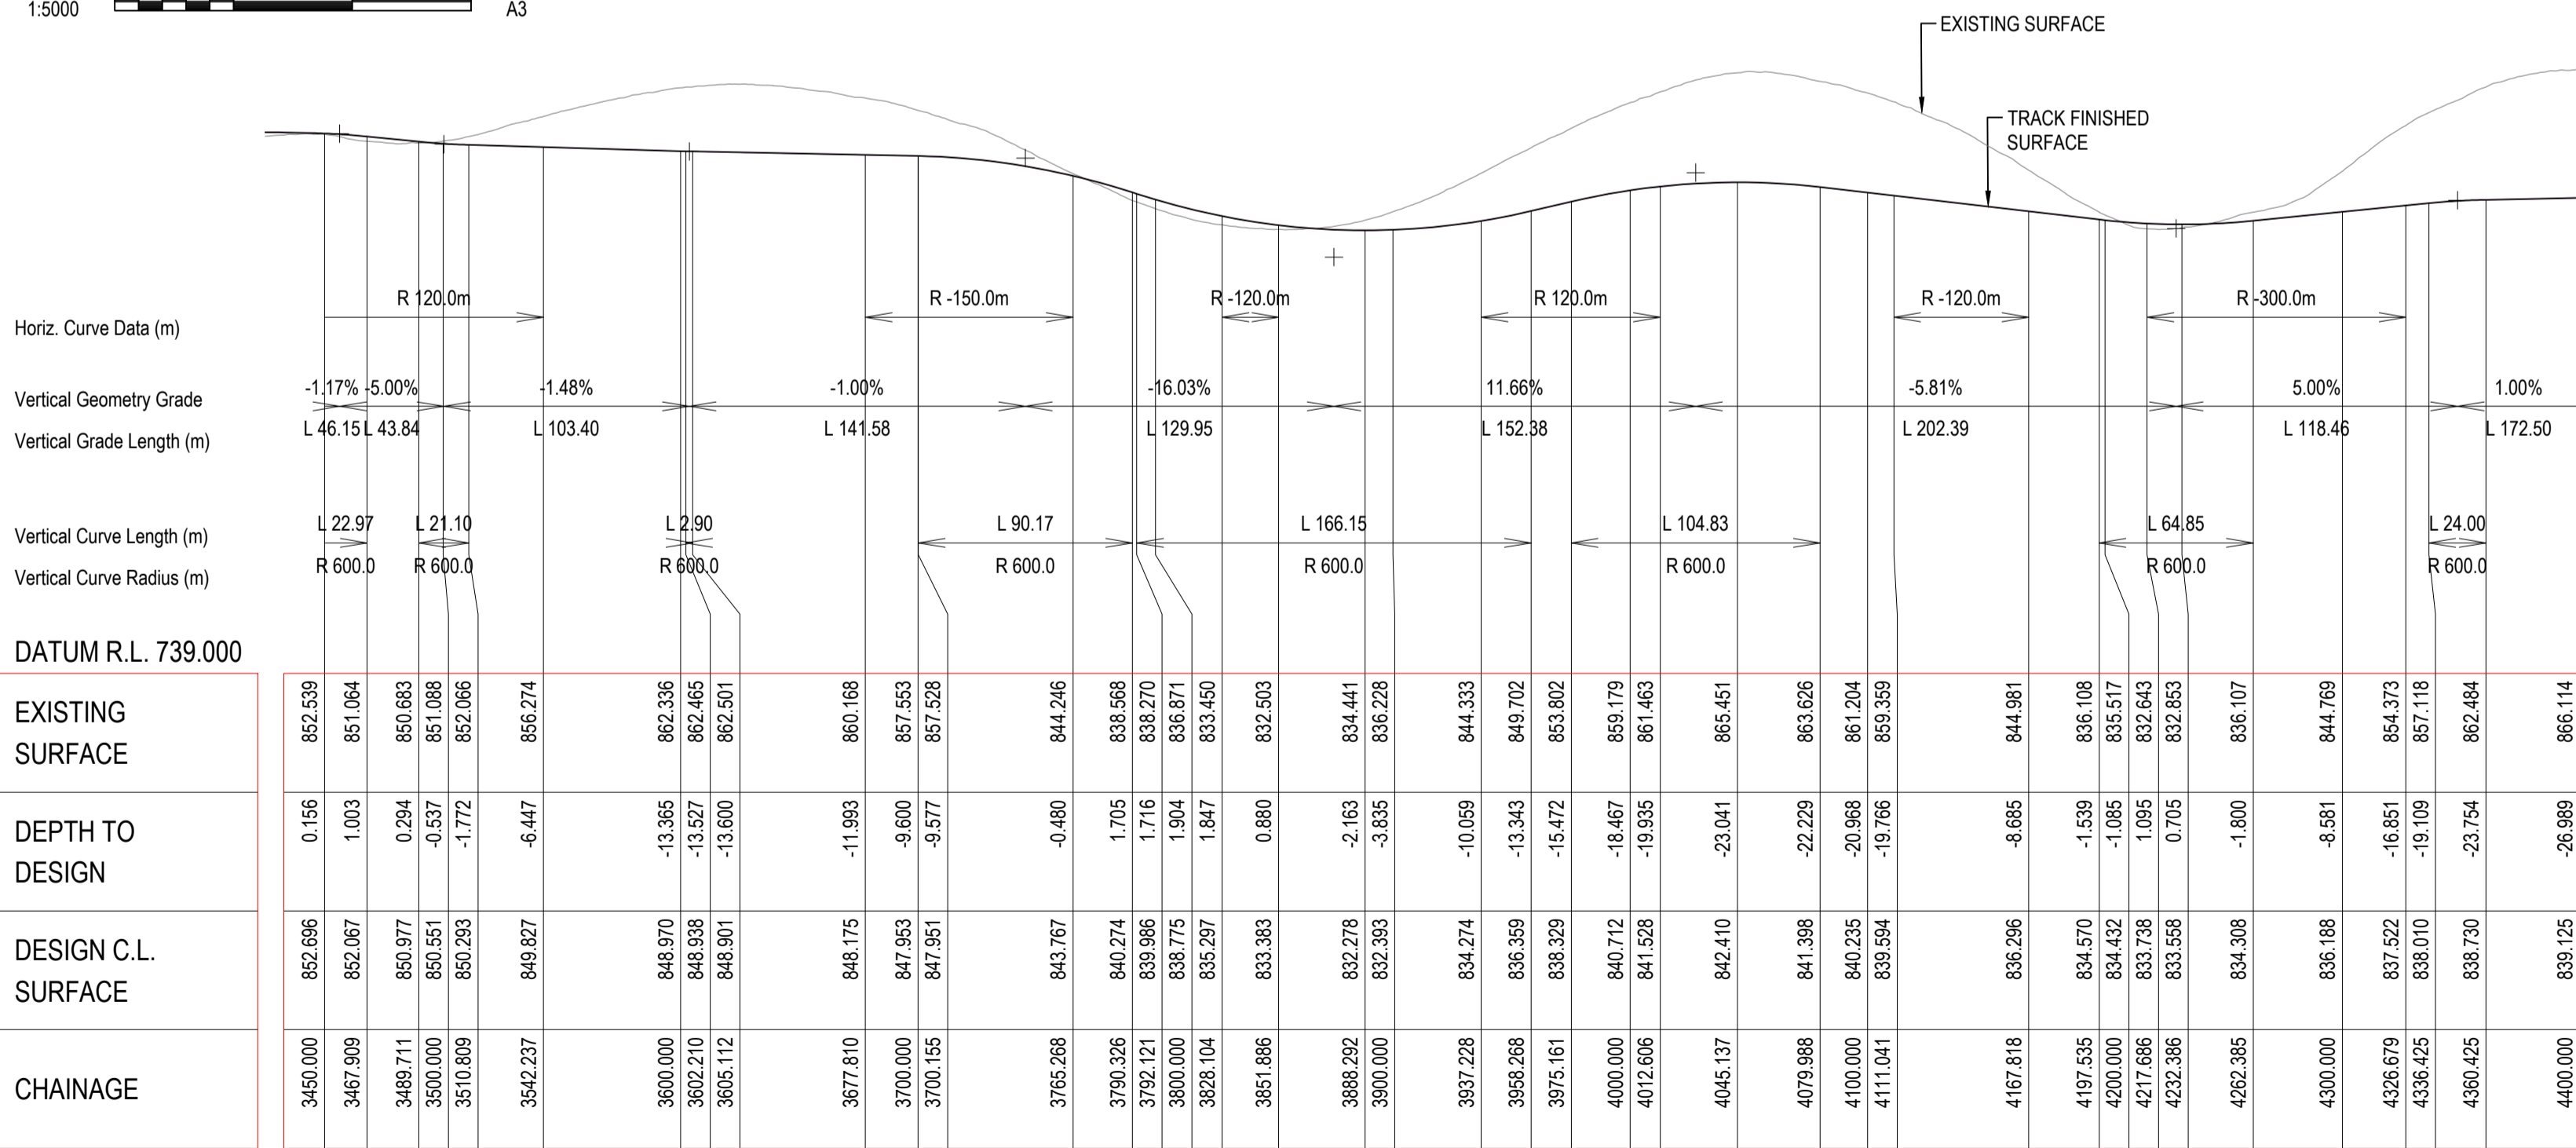 1:5000 A3
EXISTING SURFACE
TRACK FINISHED
SURFACE
R 120.0m R -150.0m R -120.0m R 120.0m R -120.0m R -300.0m
Horiz. Curve Data (m)
-1.17% -5.00% -1.48% -1.00% -16.03% 11.66% -5.81% 5.00% 1.00%
Vertical Geometry Grade
L 46.15 L 43.84 L 103.40 L 141.58 L 129.95 L 152.38 L 202.39 L 118.46 L 172.50
Vertical Grade Length (m)
L 22.97 L 21.10 L 2.90 L 90.17 L 166.15 L 104.83 L 64.85 L 24.00
Vertical Curve Length (m)
R 600.0 R 600.0 R 600.0 R 600.0 R 600.0 R 600.0 R 600.0 R 600.0
Vertical Curve Radius (m)
DATUM R.L. 739.000
EXISTING
SURFACE
852.539 851.064 850.683 851.088 852.066 856.274 862.336 862.465 862.501 860.168 857.553 857.528 844.246 838.568 838.270 836.871 833.450 832.503 834.441 836.228 844.333 849.702 853.802 859.179 861.463 865.451 863.626 861.204 859.359 844.981 836.108 835.517 832.643 832.853 836.107 844.769 854.373 857.118 862.484 866.114
DEPTH TO
DESIGN
0.156 1.003 0.294 -0.537 -1.772 -6.447 -13.365 -13.527 -13.600 -11.993 -9.600 -9.577 -0.480 1.705 1.716 1.904 1.847 0.880 -2.163 -3.835 -10.059 -13.343 -15.472 -18.467 -19.935 -23.041 -22.229 -20.968 -19.766 -8.685 -1.539 -1.085 1.095 0.705 -1.800 -8.581 -16.851 -19.109 -23.754 -26.989
DESIGN C.L.
SURFACE
852.696 852.067 850.977 850.551 850.293 849.827 848.970 848.938 848.901 848.175 847.953 847.951 843.767 840.274 839.986 838.775 835.297 833.383 832.278 832.393 834.274 836.359 838.329 840.712 841.528 842.410 841.398 840.235 839.594 836.296 834.570 834.432 833.738 833.558 834.308 836.188 837.522 838.010 838.730 839.125
CHAINAGE
3450.000 3467.909 3489.711 3500.000 3510.809 3542.237 3600.000 3602.210 3605.112 3677.810 3700.000 3700.155 3765.268 3790.326 3792.121 3800.000 3828.104 3851.886 3888.292 3900.000 3937.228 3958.268 3975.161 4000.000 4012.606 4045.137 4079.988 4100.000 4111.041 4167.818 4197.535 4200.000 4217.686 4232.386 4262.385 4300.000 4326.679 4336.425 4360.425 4400.000